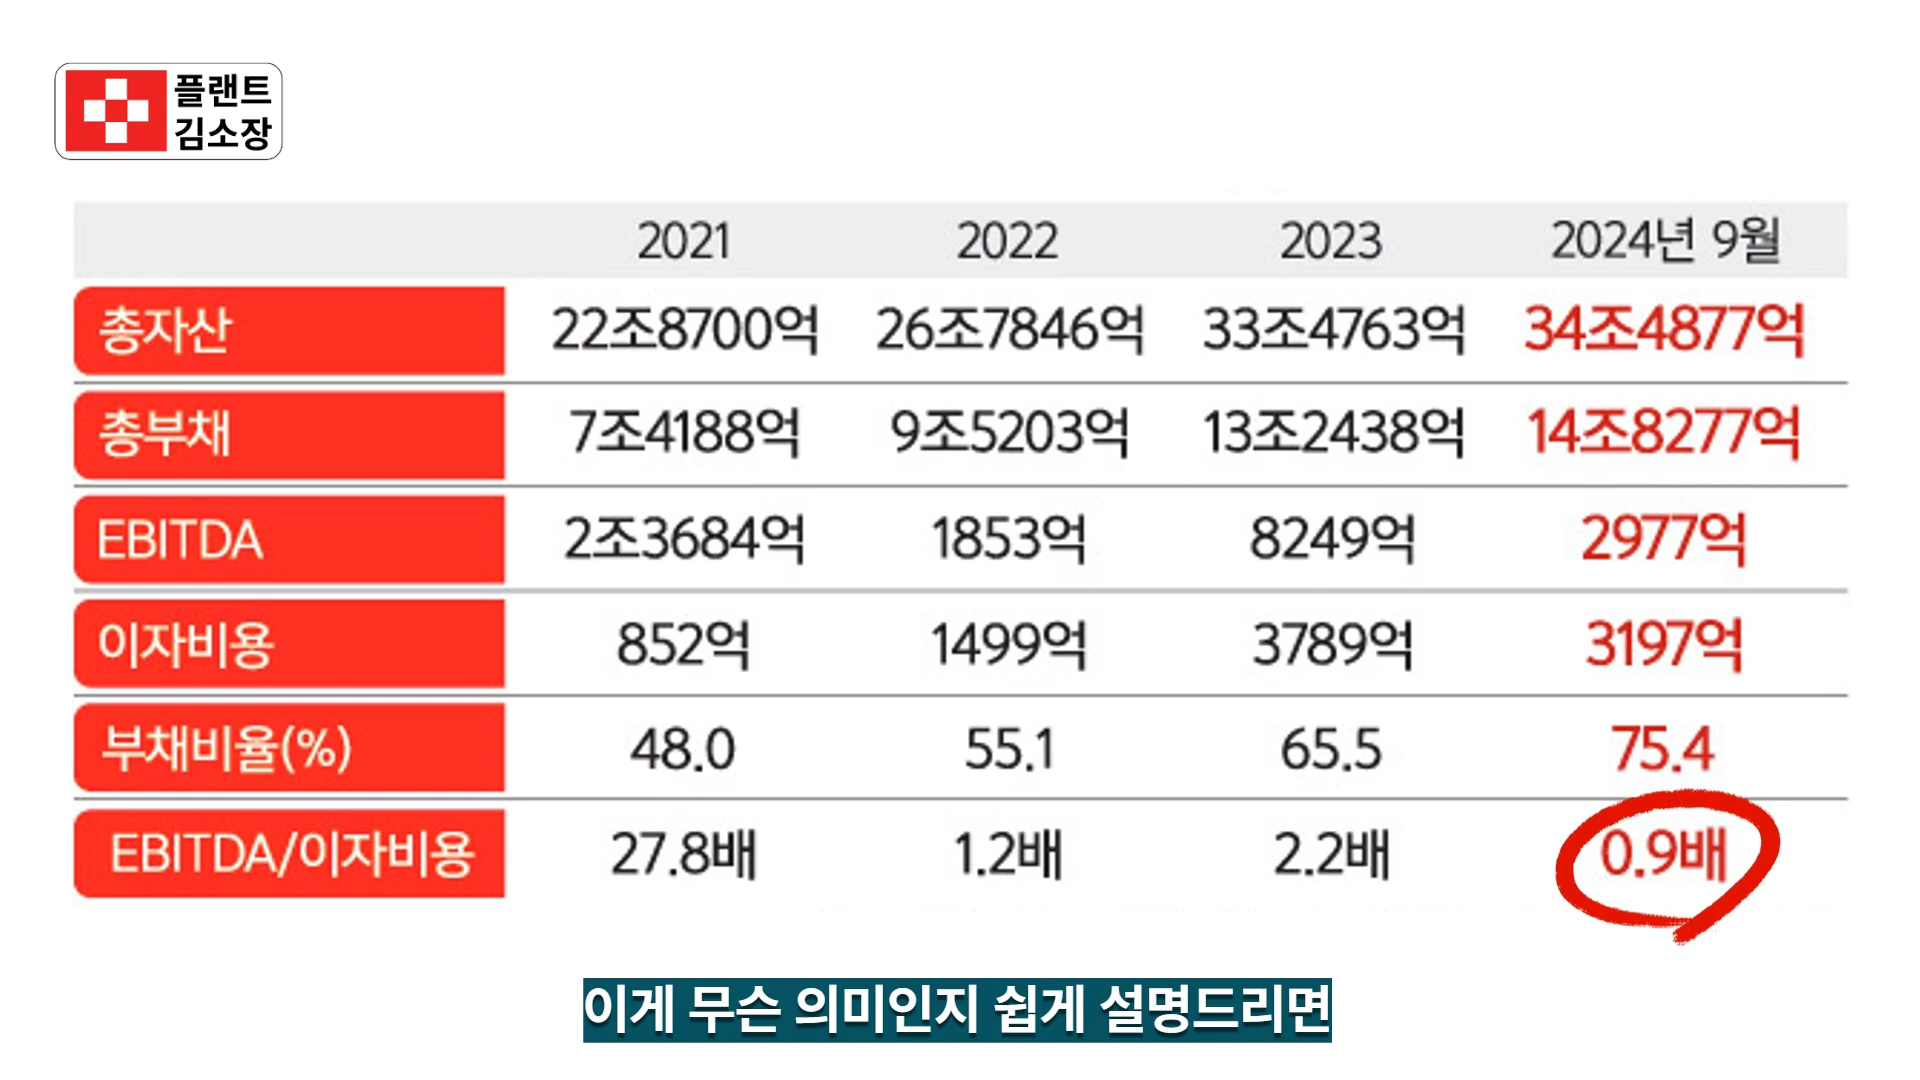 플랜트
김소장
2021 2022 2023 2024년 9월
총자산 22조8700억 26조7846억 33조4763억 34조4877억
총부채 7조4188억 9조5203억 13조2438억 14조8277억
EBITDA 2조3684억 1853억 8249억 2977억
이자비용 852억 1499억 3789억 3197억
부채비율(%) 48.0 55.1 65.5 75.4
EBITDA/이자비용 27.8배 1.2배 2.2배 0.9배
이게 무슨 의미인지 쉽게 설명드리면